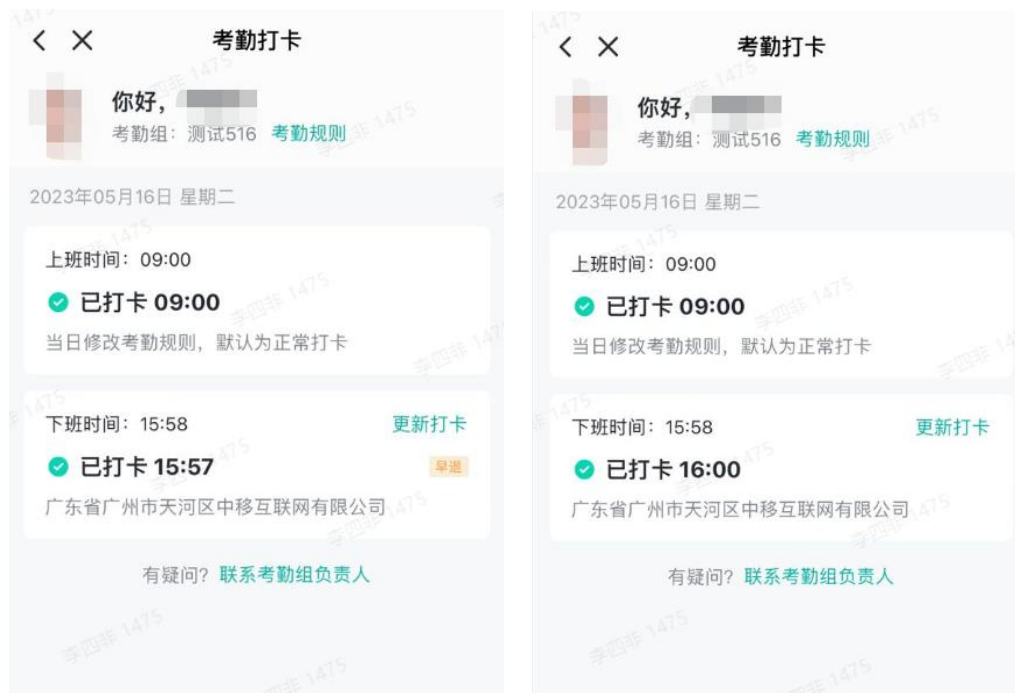 考勤打卡
你好,
考勤组：测试516 考勤规则
2023年05月16日 星期二
上班时间：09:00
已打卡 09:00
当日修改考勤规则，默认为正常打卡
下班时间：15:58 更新打卡
已打卡 15:57 早退
广东省广州市天河区中移互联网有限公司
有疑问？联系考勤组负责人
李四非 1475
考勤打卡
你好,
考勤组：测试516 考勤规则
2023年05月16日 星期二
上班时间：09:00
已打卡 09:00
当日修改考勤规则，默认为正常打卡
下班时间：15:58 更新打卡
已打卡 16:00
广东省广州市天河区中移互联网有限公司
有疑问？联系考勤组负责人
李四非 1475